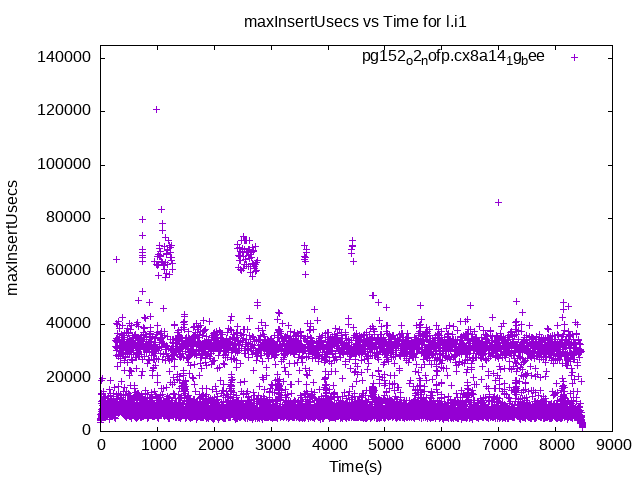 maxInsertUsecs vs Time for l.i1
pg152_o2_nofp.cx8a14_1g_bee
140000
120000
100000
80000
60000
40000
20000
0
maxInsertUsecs
0 1000 2000 3000 4000 5000 6000 7000 8000 9000
Time(s)